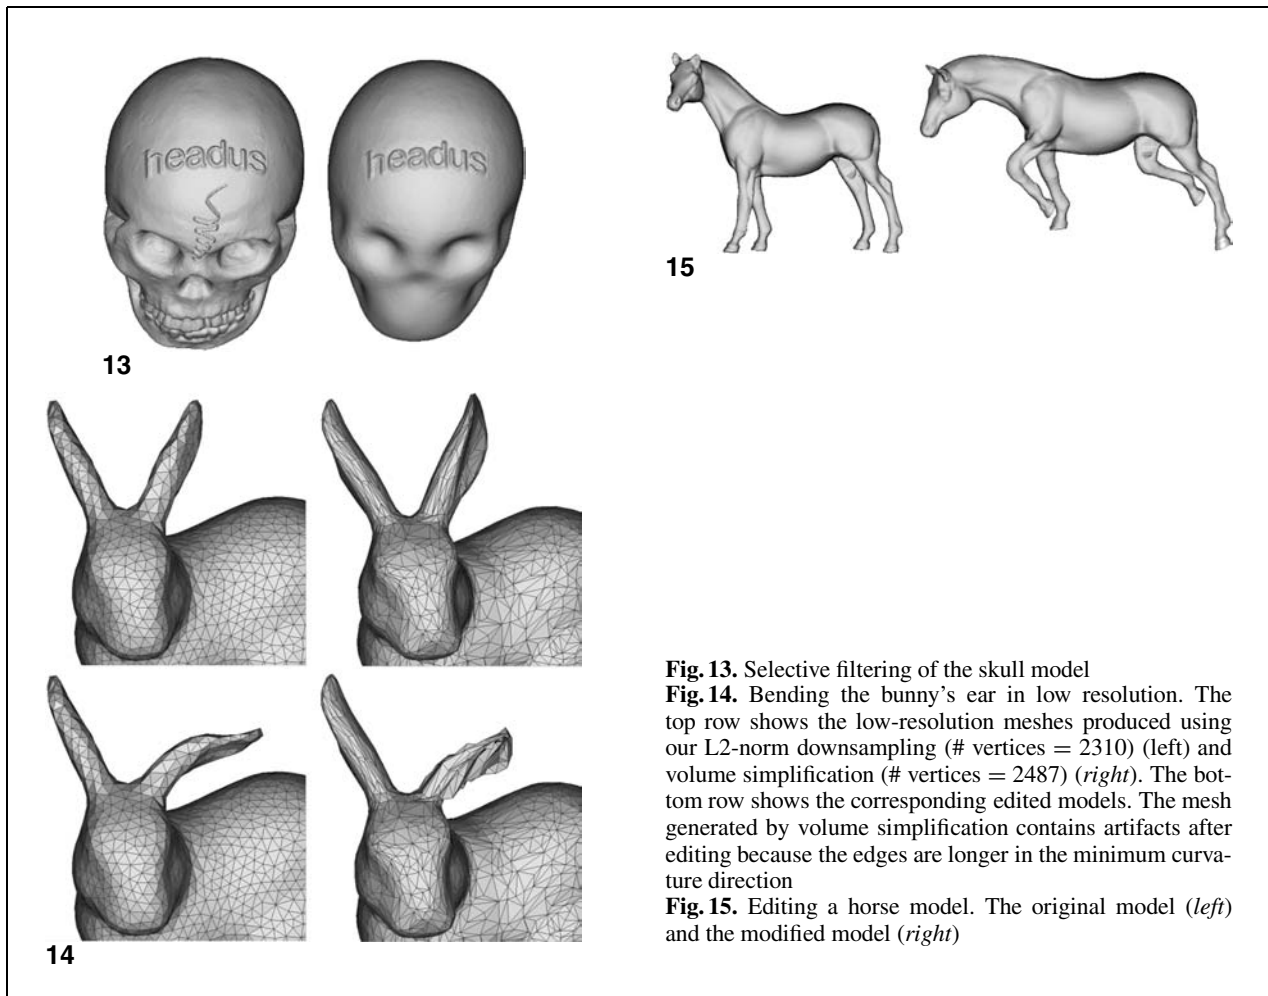 headus
headus
13
15
14
Fig. 13. Selective filtering of the skull model
Fig. 14. Bending the bunny's ear in low resolution. The
top row shows the low-resolution meshes produced using
our L2-norm downsampling (# vertices = 2310) (left) and
volume simplification (# vertices = 2487) (right). The bot-
tom row shows the corresponding edited models. The mesh
generated by volume simplification contains artifacts after
editing because the edges are longer in the minimum curva-
ture direction
Fig. 15. Editing a horse model. The original model (left)
and the modified model (right)